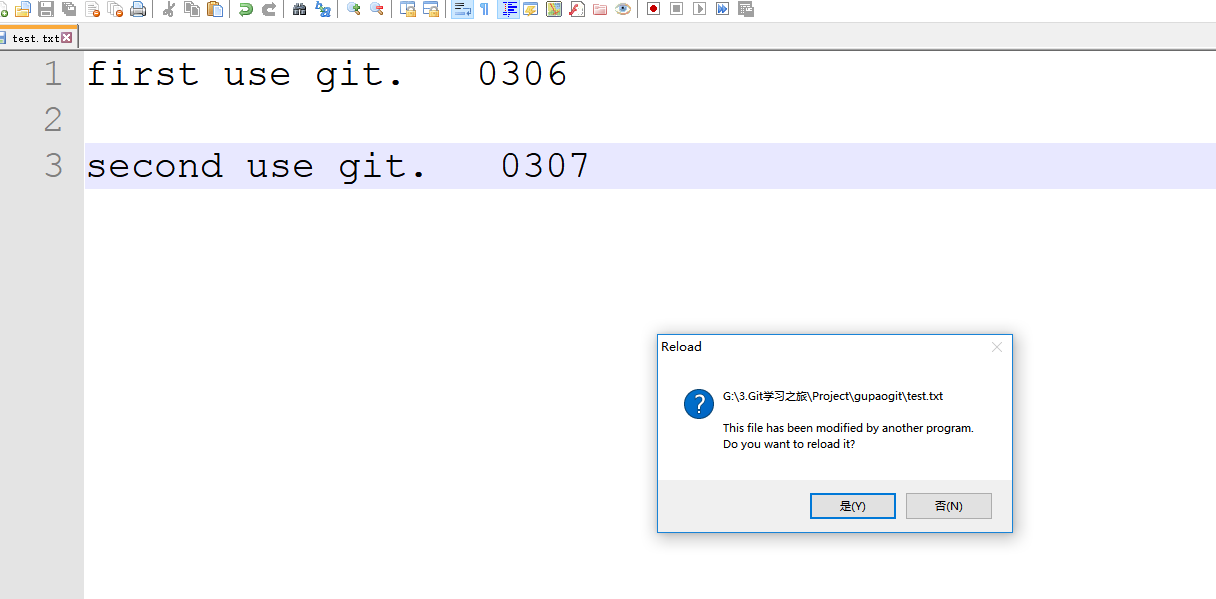 test.txt
1 first use git.   0306
2
3 second use git.   0307
Reload
G:\3.Git学习之旅\Project\gupaogit\test.txt
This file has been modified by another program.
Do you want to reload it?
是(Y) 否(N)